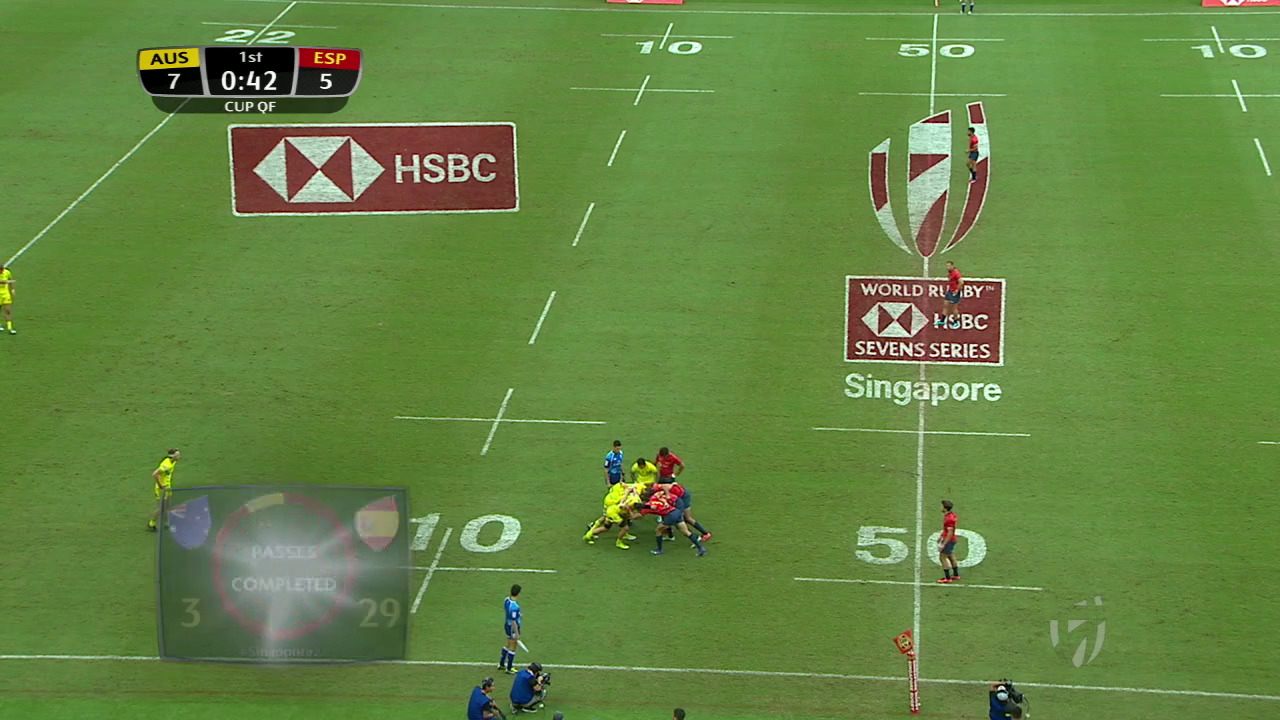 AUS 1st ESP
7 0:42 5
CUP QF
22
10
50
10
HSBC
WORLD RUGBY™
HSBC
SEVENS SERIES
Singapore
10
50
PASSES
COMPLETED
3 29